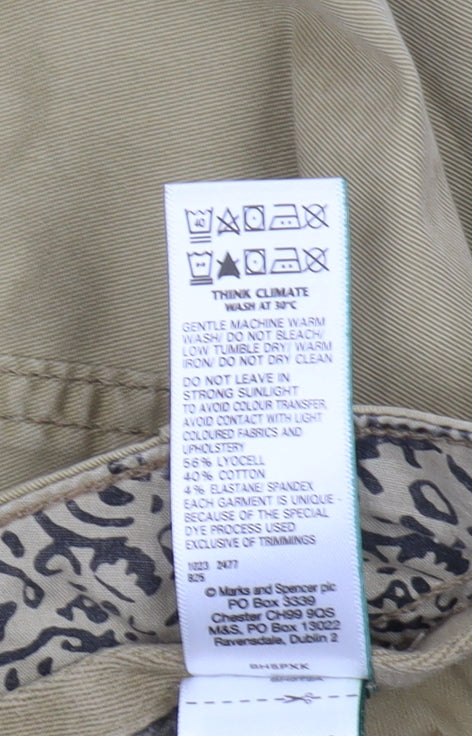 40
THINK CLIMATE
WASH AT 30°C
GENTLE MACHINE WARM
WASH/ DO NOT BLEACH/
LOW TUMBLE DRY/ WARM
IRON/ DO NOT DRY CLEAN
DO NOT LEAVE IN
STRONG SUNLIGHT
TO AVOID COLOUR TRANSFER,
AVOID CONTACT WITH LIGHT
COLOURED FABRICS AND
UPHOLSTERY
56% LYOCELL
40% COTTON
4% ELASTANE/ SPANDEX
EACH GARMENT IS UNIQUE -
BECAUSE OF THE SPECIAL
DYE PROCESS USED
EXCLUSIVE OF TRIMMINGS
1023 2477
825
© Marks and Spencer plc
PO Box 3339
Chester CH99 9QS
M&S, PO Box 13022
Ravensdale, Dublin 2